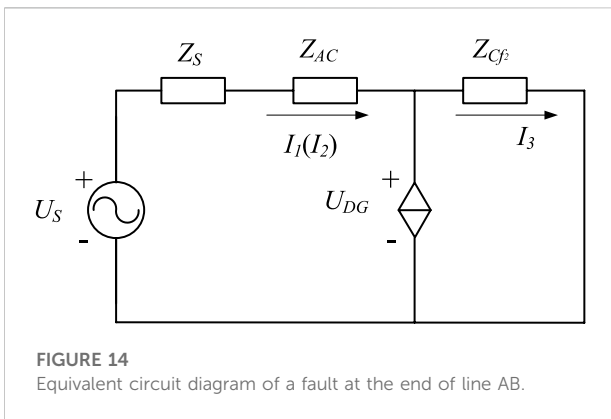 Z_S
Z_AC
Z_Cf2
I_1(I_2)
I_3
+
U_S
-
+
U_DG
-
FIGURE 14
Equivalent circuit diagram of a fault at the end of line AB.